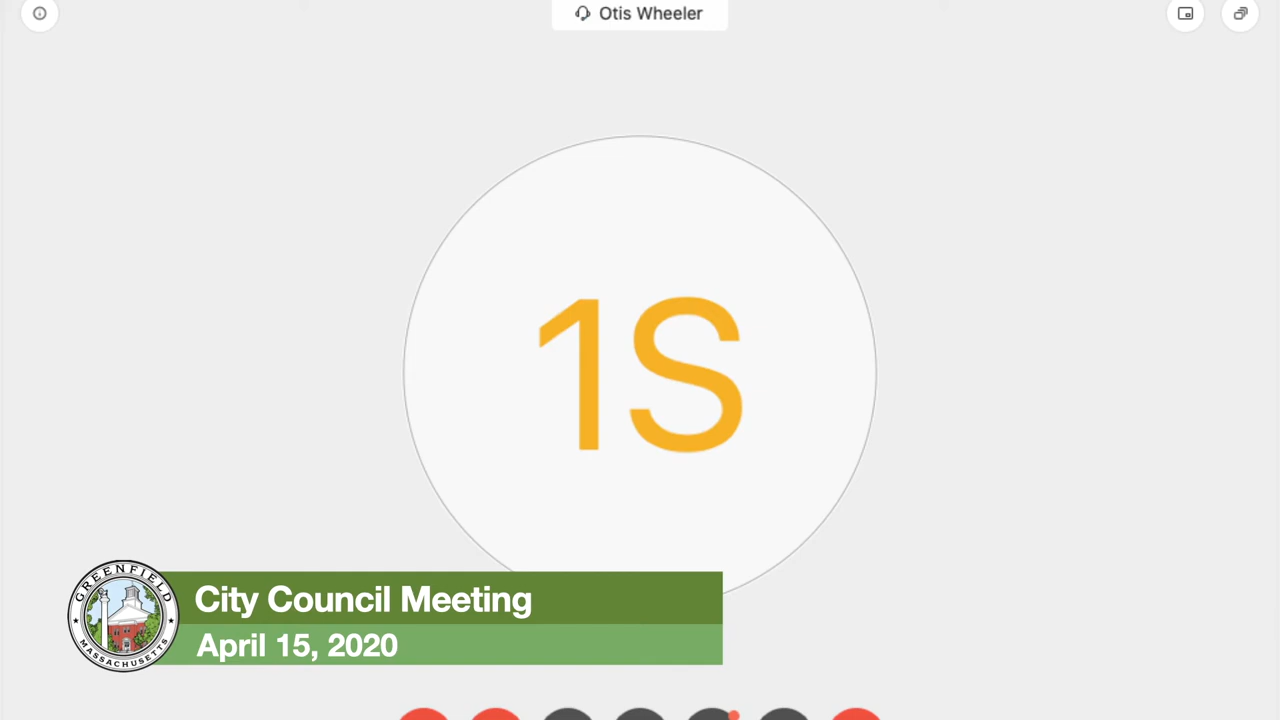 Otis Wheeler
1S
GREENFIELD
MASSACHUSETTS
City Council Meeting
April 15, 2020